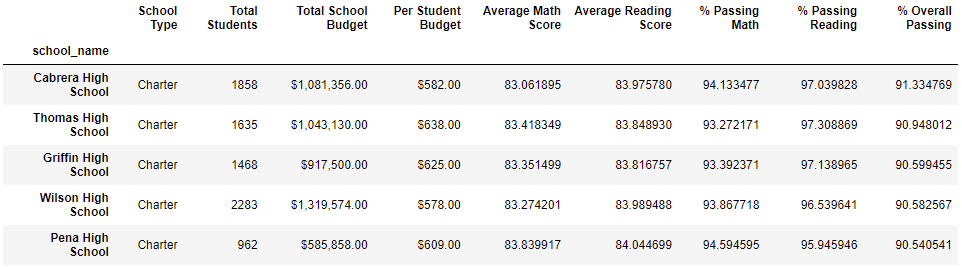 School Type Total Students Total School Budget Per Student Budget Average Math Score Average Reading Score % Passing Math % Passing Reading % Overall Passing
school_name
Cabrera High School Charter 1858 $1,081,356.00 $582.00 83.061895 83.975780 94.133477 97.039828 91.334769
Thomas High School Charter 1635 $1,043,130.00 $638.00 83.418349 83.848930 93.272171 97.308869 90.948012
Griffin High School Charter 1468 $917,500.00 $625.00 83.351499 83.816757 93.392371 97.138965 90.599455
Wilson High School Charter 2283 $1,319,574.00 $578.00 83.274201 83.989488 93.867718 96.539641 90.582567
Pena High School Charter 962 $585,858.00 $609.00 83.839917 84.044699 94.594595 95.945946 90.540541